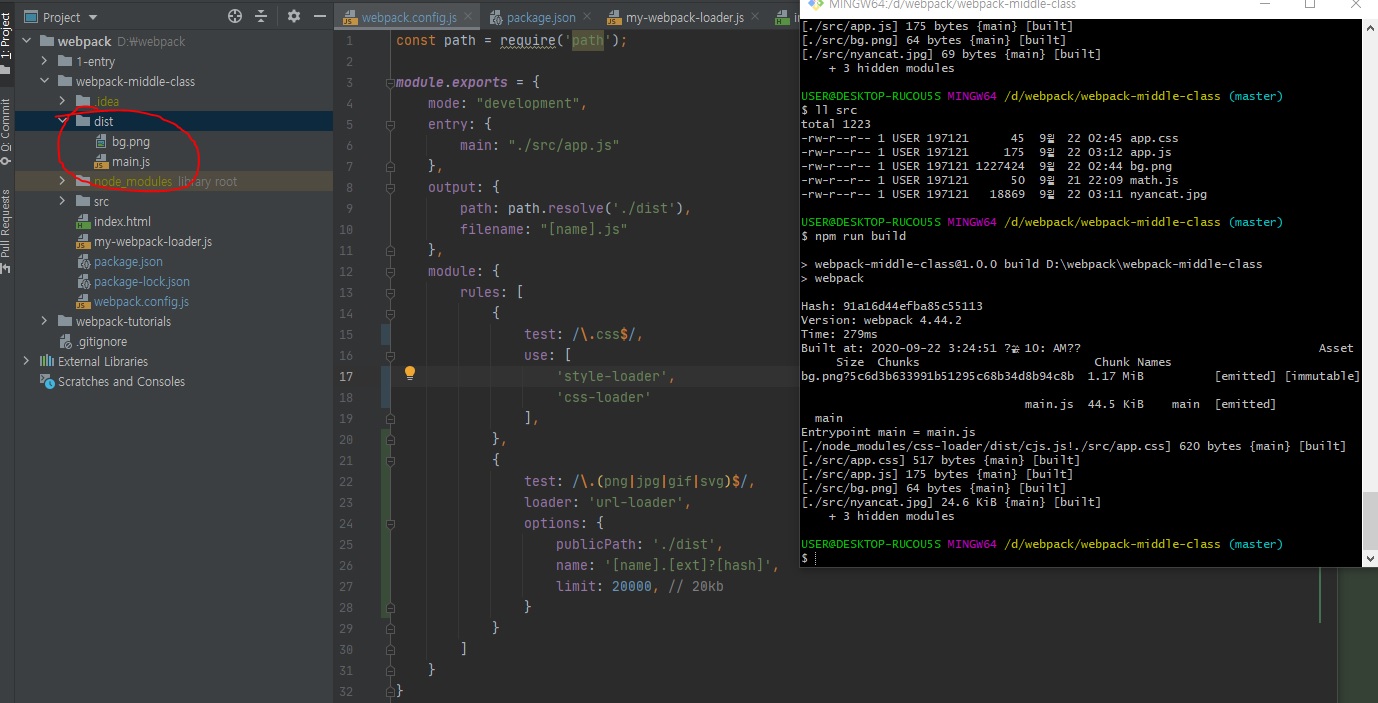 Project
webpack D:\webpack
1-entry
webpack-middle-class
.idea
dist
bg.png
main.js
node_modules library root
src
index.html
my-webpack-loader.js
package.json
package-lock.json
webpack.config.js
webpack-tutorials
.gitignore
External Libraries
Scratches and Consoles
1: Project
0: Commit
Pull Requests
webpack.config.js
package.json
my-webpack-loader.js
1 const path = require('path');
2
3 module.exports = {
4 mode: "development",
5 entry: {
6 main: "./src/app.js"
7 },
8 output: {
9 path: path.resolve('./dist'),
10 filename: "[name].js"
11 },
12 module: {
13 rules: [
14 {
15 test: /\.css$/,
16 use: [
17 'style-loader',
18 'css-loader'
19 ],
20 },
21 {
22 test: /\.(png|jpg|gif|svg)$/,
23 loader: 'url-loader',
24 options: {
25 publicPath: './dist',
26 name: '[name].[ext]?[hash]',
27 limit: 20000, // 20kb
28 }
29 }
30 ]
31 }
32 }
MINGW64:/d/webpack/webpack-middle-class
[./src/app.js] 175 bytes {main} [built]
[./src/bg.png] 64 bytes {main} [built]
[./src/nyancat.jpg] 69 bytes {main} [built]
+ 3 hidden modules
USER@DESKTOP-RUCOU5S MINGW64 /d/webpack/webpack-middle-class (master)
$ ll src
total 1223
-rw-r--r-- 1 USER 197121 45 9월 22 02:45 app.css
-rw-r--r-- 1 USER 197121 175 9월 22 03:12 app.js
-rw-r--r-- 1 USER 197121 1227424 9월 22 02:44 bg.png
-rw-r--r-- 1 USER 197121 50 9월 21 22:09 math.js
-rw-r--r-- 1 USER 197121 18869 9월 22 03:11 nyancat.jpg
USER@DESKTOP-RUCOU5S MINGW64 /d/webpack/webpack-middle-class (master)
$ npm run build
> webpack-middle-class@1.0.0 build D:\webpack\webpack-middle-class
> webpack
Hash: 91a16d44efba85c55113
Version: webpack 4.44.2
Time: 279ms
Built at: 2020-09-22 3:24:51 10: AM?? Asset
Size Chunks Chunk Names
bg.png?5c6d3b633991b51295c68b34d8b94c8b 1.17 MiB [emitted] [immutable]
main.js 44.5 KiB main [emitted]
main
Entrypoint main = main.js
[./node_modules/css-loader/dist/cjs.js!./src/app.css] 620 bytes {main} [built]
[./src/app.css] 517 bytes {main} [built]
[./src/app.js] 175 bytes {main} [built]
[./src/bg.png] 64 bytes {main} [built]
[./src/nyancat.jpg] 24.6 KiB {main} [built]
+ 3 hidden modules
USER@DESKTOP-RUCOU5S MINGW64 /d/webpack/webpack-middle-class (master)
$